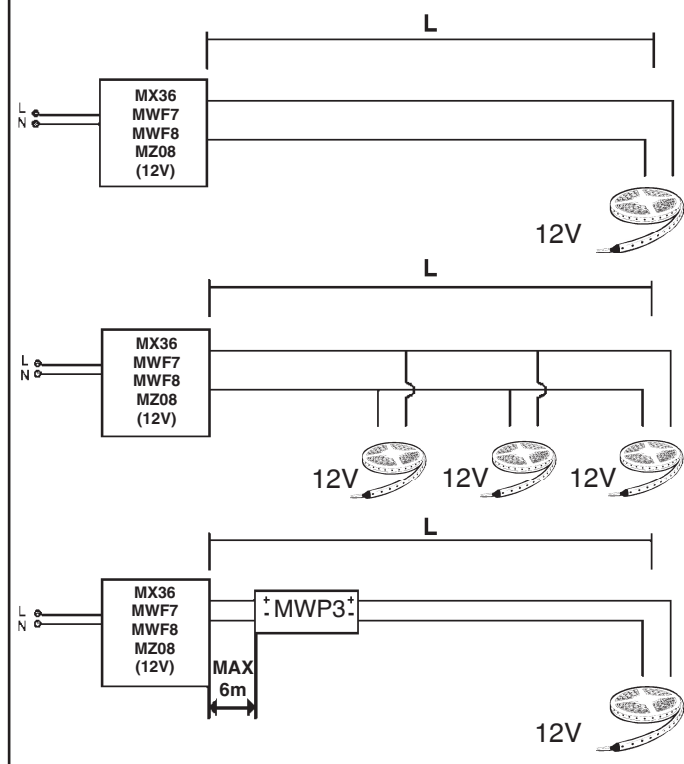 L
L
N
MX36
MWF7
MWF8
MZ08
(12V)
12V
L
L
N
MX36
MWF7
MWF8
MZ08
(12V)
12V
12V
12V
L
L
N
MX36
MWF7
MWF8
MZ08
(12V)
+ MWP3 +
- -
MAX
6m
12V